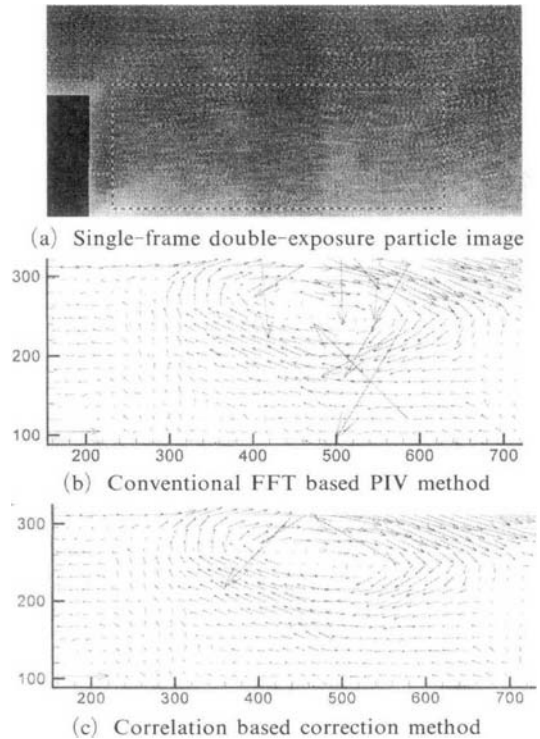 (a) Single-frame double-exposure particle image
300
200
100
200 300 400 500 600 700
(b) Conventional FFT based PIV method
300
200
100
200 300 400 500 600 700
(c) Correlation based correction method